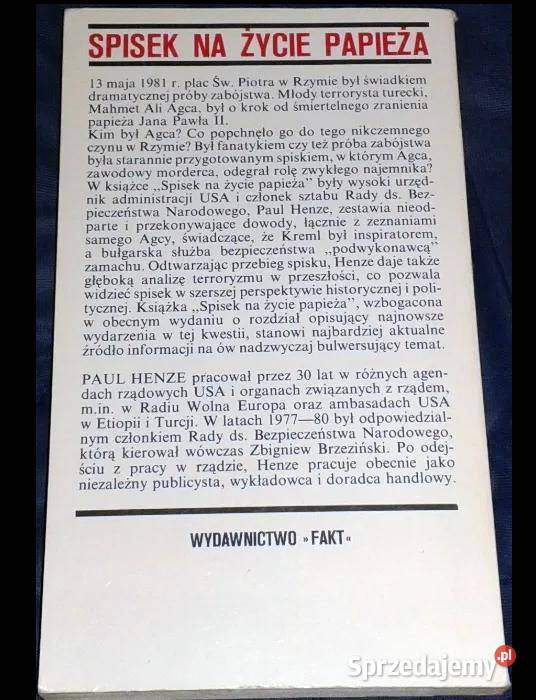 SPISEK NA ŻYCIE PAPIEŻA
13 maja 1981 r. plac Św. Piotra w Rzymie był świadkiem
dramatycznej próby zabójstwa. Młody terrorysta turecki,
Mahmet Ali Agca, był o krok od śmiertelnego zranienia
papieża Jana Pawła II.
Kim był Agca? Co popchnęło go do tego nikczemnego
czynu w Rzymie? Był fanatykiem czy też próba zabójstwa
była starannie przygotowanym spiskiem, w którym Agca,
zawodowy morderca, odegrał rolę zwykłego najemnika?
W książce „Spisek na życie papieża" były wysoki urzęd-
nik administracji USA i członek sztabu Rady ds. Bez-
pieczeństwa Narodowego, Paul Henze, zestawia nieod-
parte i przekonywające dowody, łącznie z zeznaniami
samego Agcy, świadczące, że Kreml był inspiratorem,
a bułgarska służba bezpieczeństwa „podwykonawcą"
zamachu. Odtwarzając przebieg spisku, Henze daje także
głęboką analizę terroryzmu w przeszłości, co pozwala
widzieć spisek w szerszej perspektywie historycznej i poli-
tycznej. Książka „Spisek na życie papieża", wzbogacona
w obecnym wydaniu o rozdział opisujący najnowsze
wydarzenia w tej kwestii, stanowi najbardziej aktualne
źródło informacji na ów nadzwyczaj bulwersujący temat.
PAUL HENZE pracował przez 30 lat w różnych agen-
dach rządowych USA i organach związanych z rządem,
m.in. w Radiu Wolna Europa oraz ambasadach USA
w Etiopii i Turcji. W latach 1977—80 był odpowiedzial-
nym członkiem Rady ds. Bezpieczeństwa Narodowego,
którą kierował wówczas Zbigniew Brzeziński. Po odej-
ściu z pracy w rządzie, Henze pracuje obecnie jako
niezależny publicysta, wykładowca i doradca handlowy.
WYDAWNICTWO »FAKT«
Sprzedajemy.pl